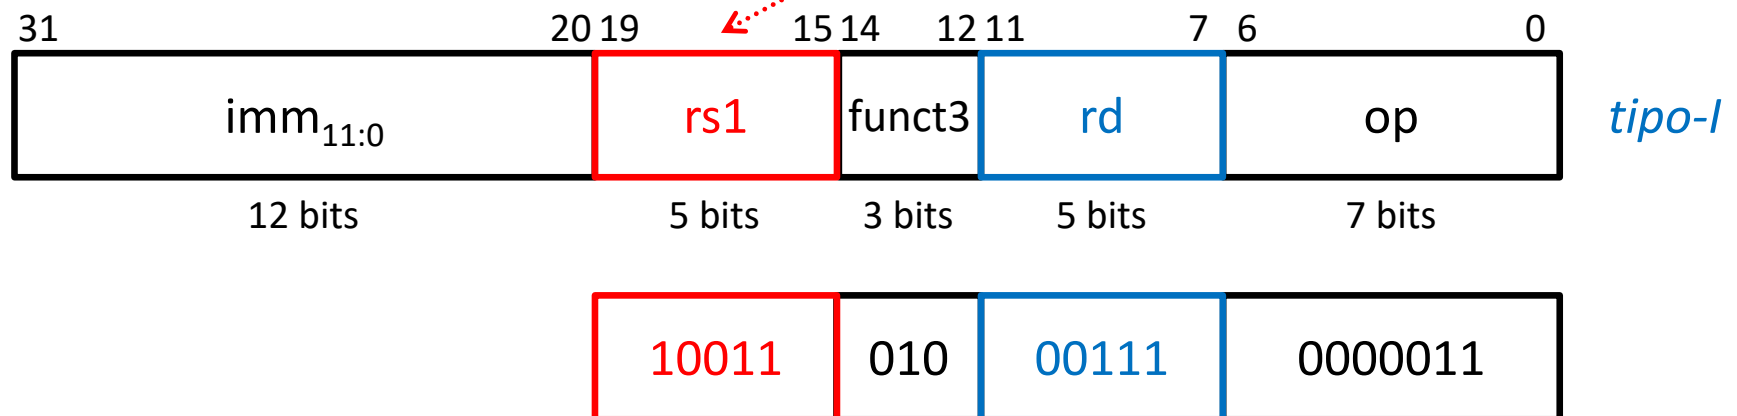 31 20 19 15 14 12 11 7 6 0
imm11:0 rs1 funct3 rd op tipo-I
12 bits 5 bits 3 bits 5 bits 7 bits
10011 010 00111 0000011